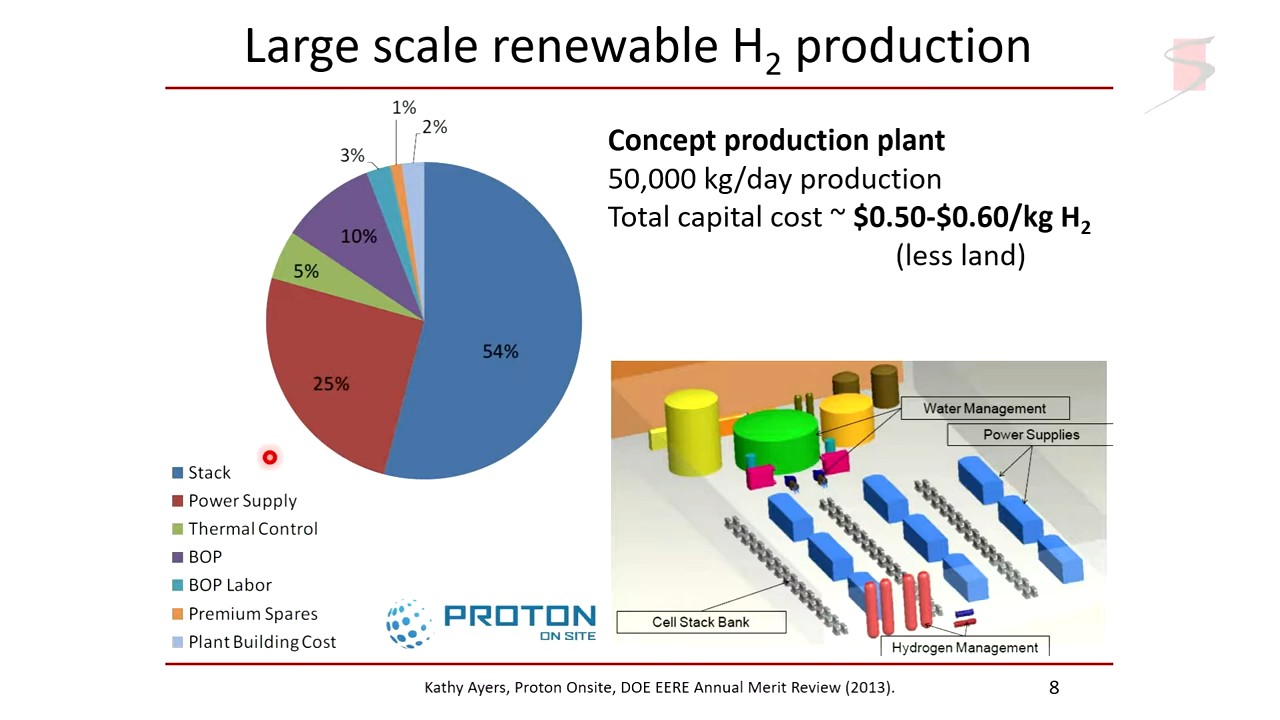 Large scale renewable H₂ production
1%
2%
3%
10%
5%
54%
25%
Stack
Power Supply
Thermal Control
BOP
BOP Labor
Premium Spares
Plant Building Cost
PROTON
ON SITE
Concept production plant
50,000 kg/day production
Total capital cost ~ $0.50-$0.60/kg H₂
(less land)
Water Management
Power Supplies
Cell Stack Bank
Hydrogen Management
Kathy Ayers, Proton Onsite, DOE EERE Annual Merit Review (2013).
8